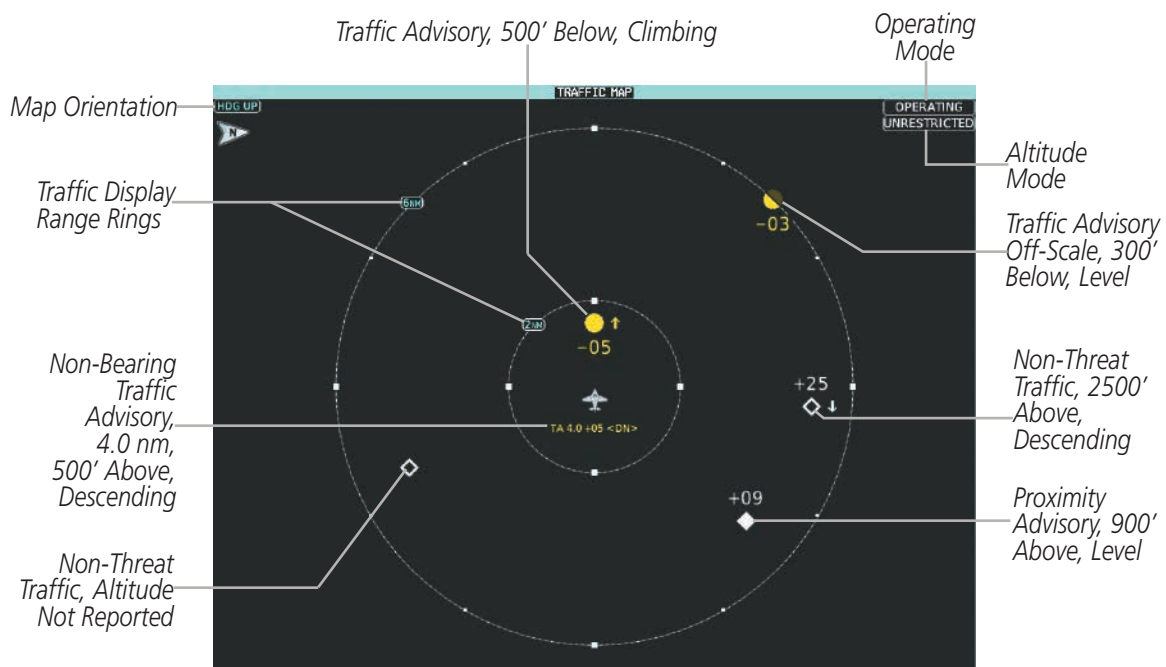 Traffic Advisory, 500' Below, Climbing
Operating
Mode
Map Orientation
TRAFFIC MAP
HDG UP
N
OPERATING
UNRESTRICTED
Altitude
Mode
Traffic Display
Range Rings
6NM
-03
Traffic Advisory
Off-Scale, 300'
Below, Level
2NM
-05
Non-Bearing
Traffic
Advisory,
4.0 nm,
500' Above,
Descending
TA 4.0 +05 <DN>
+25
Non-Threat
Traffic, 2500'
Above,
Descending
+09
Proximity
Advisory, 900'
Above, Level
Non-Threat
Traffic, Altitude
Not Reported